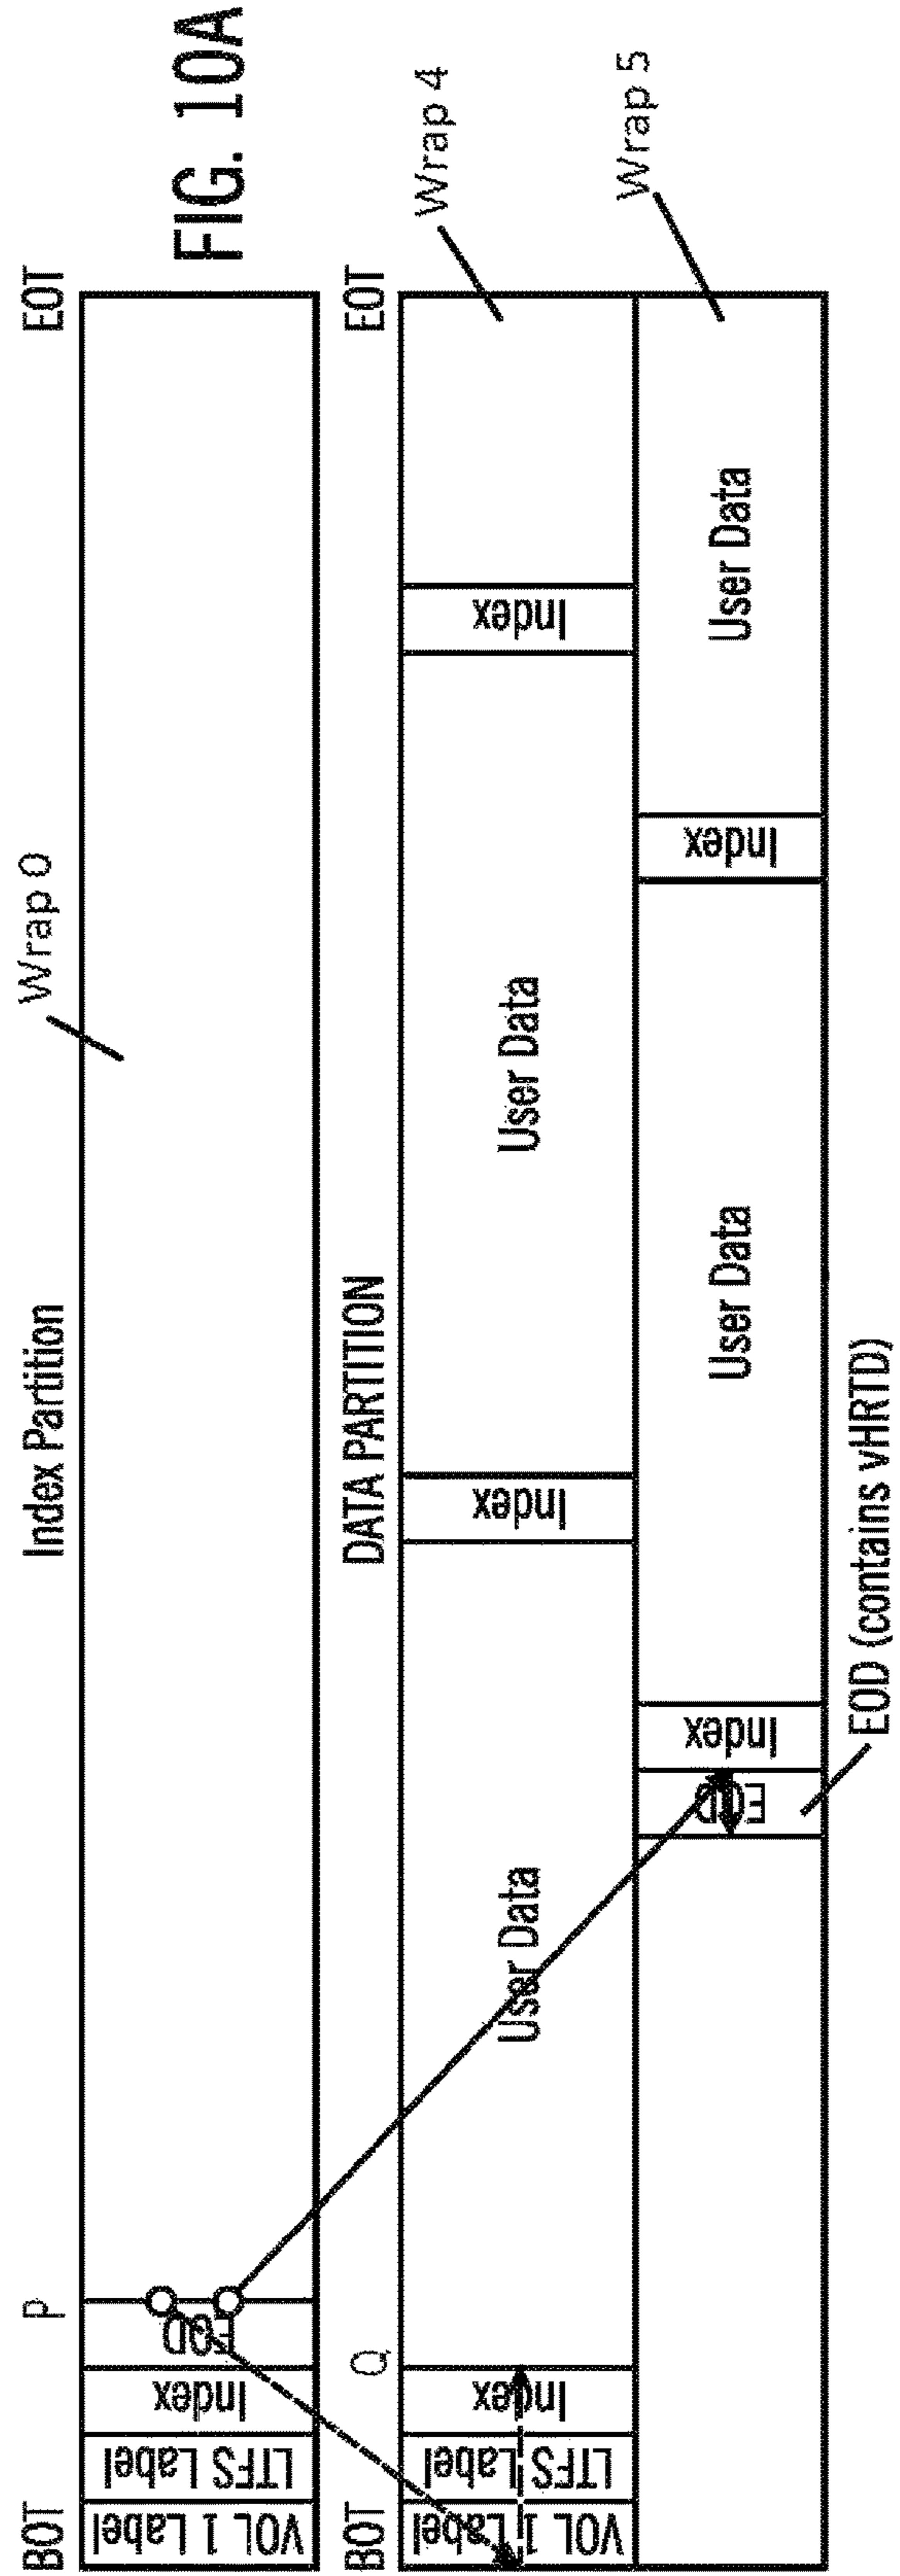 FIG. 10A
Wrap 0
Index Partition
BOT
P
EOT
VOL 1 Label
LTFS Label
Index
EOD
DATA PARTITION
BOT
Q
EOT
Wrap 4
VOL 1 Label
LTFS Label
Index
User Data
Index
User Data
Index
Wrap 5
EOD
Index
User Data
Index
User Data
EOD (contains vHRTD)